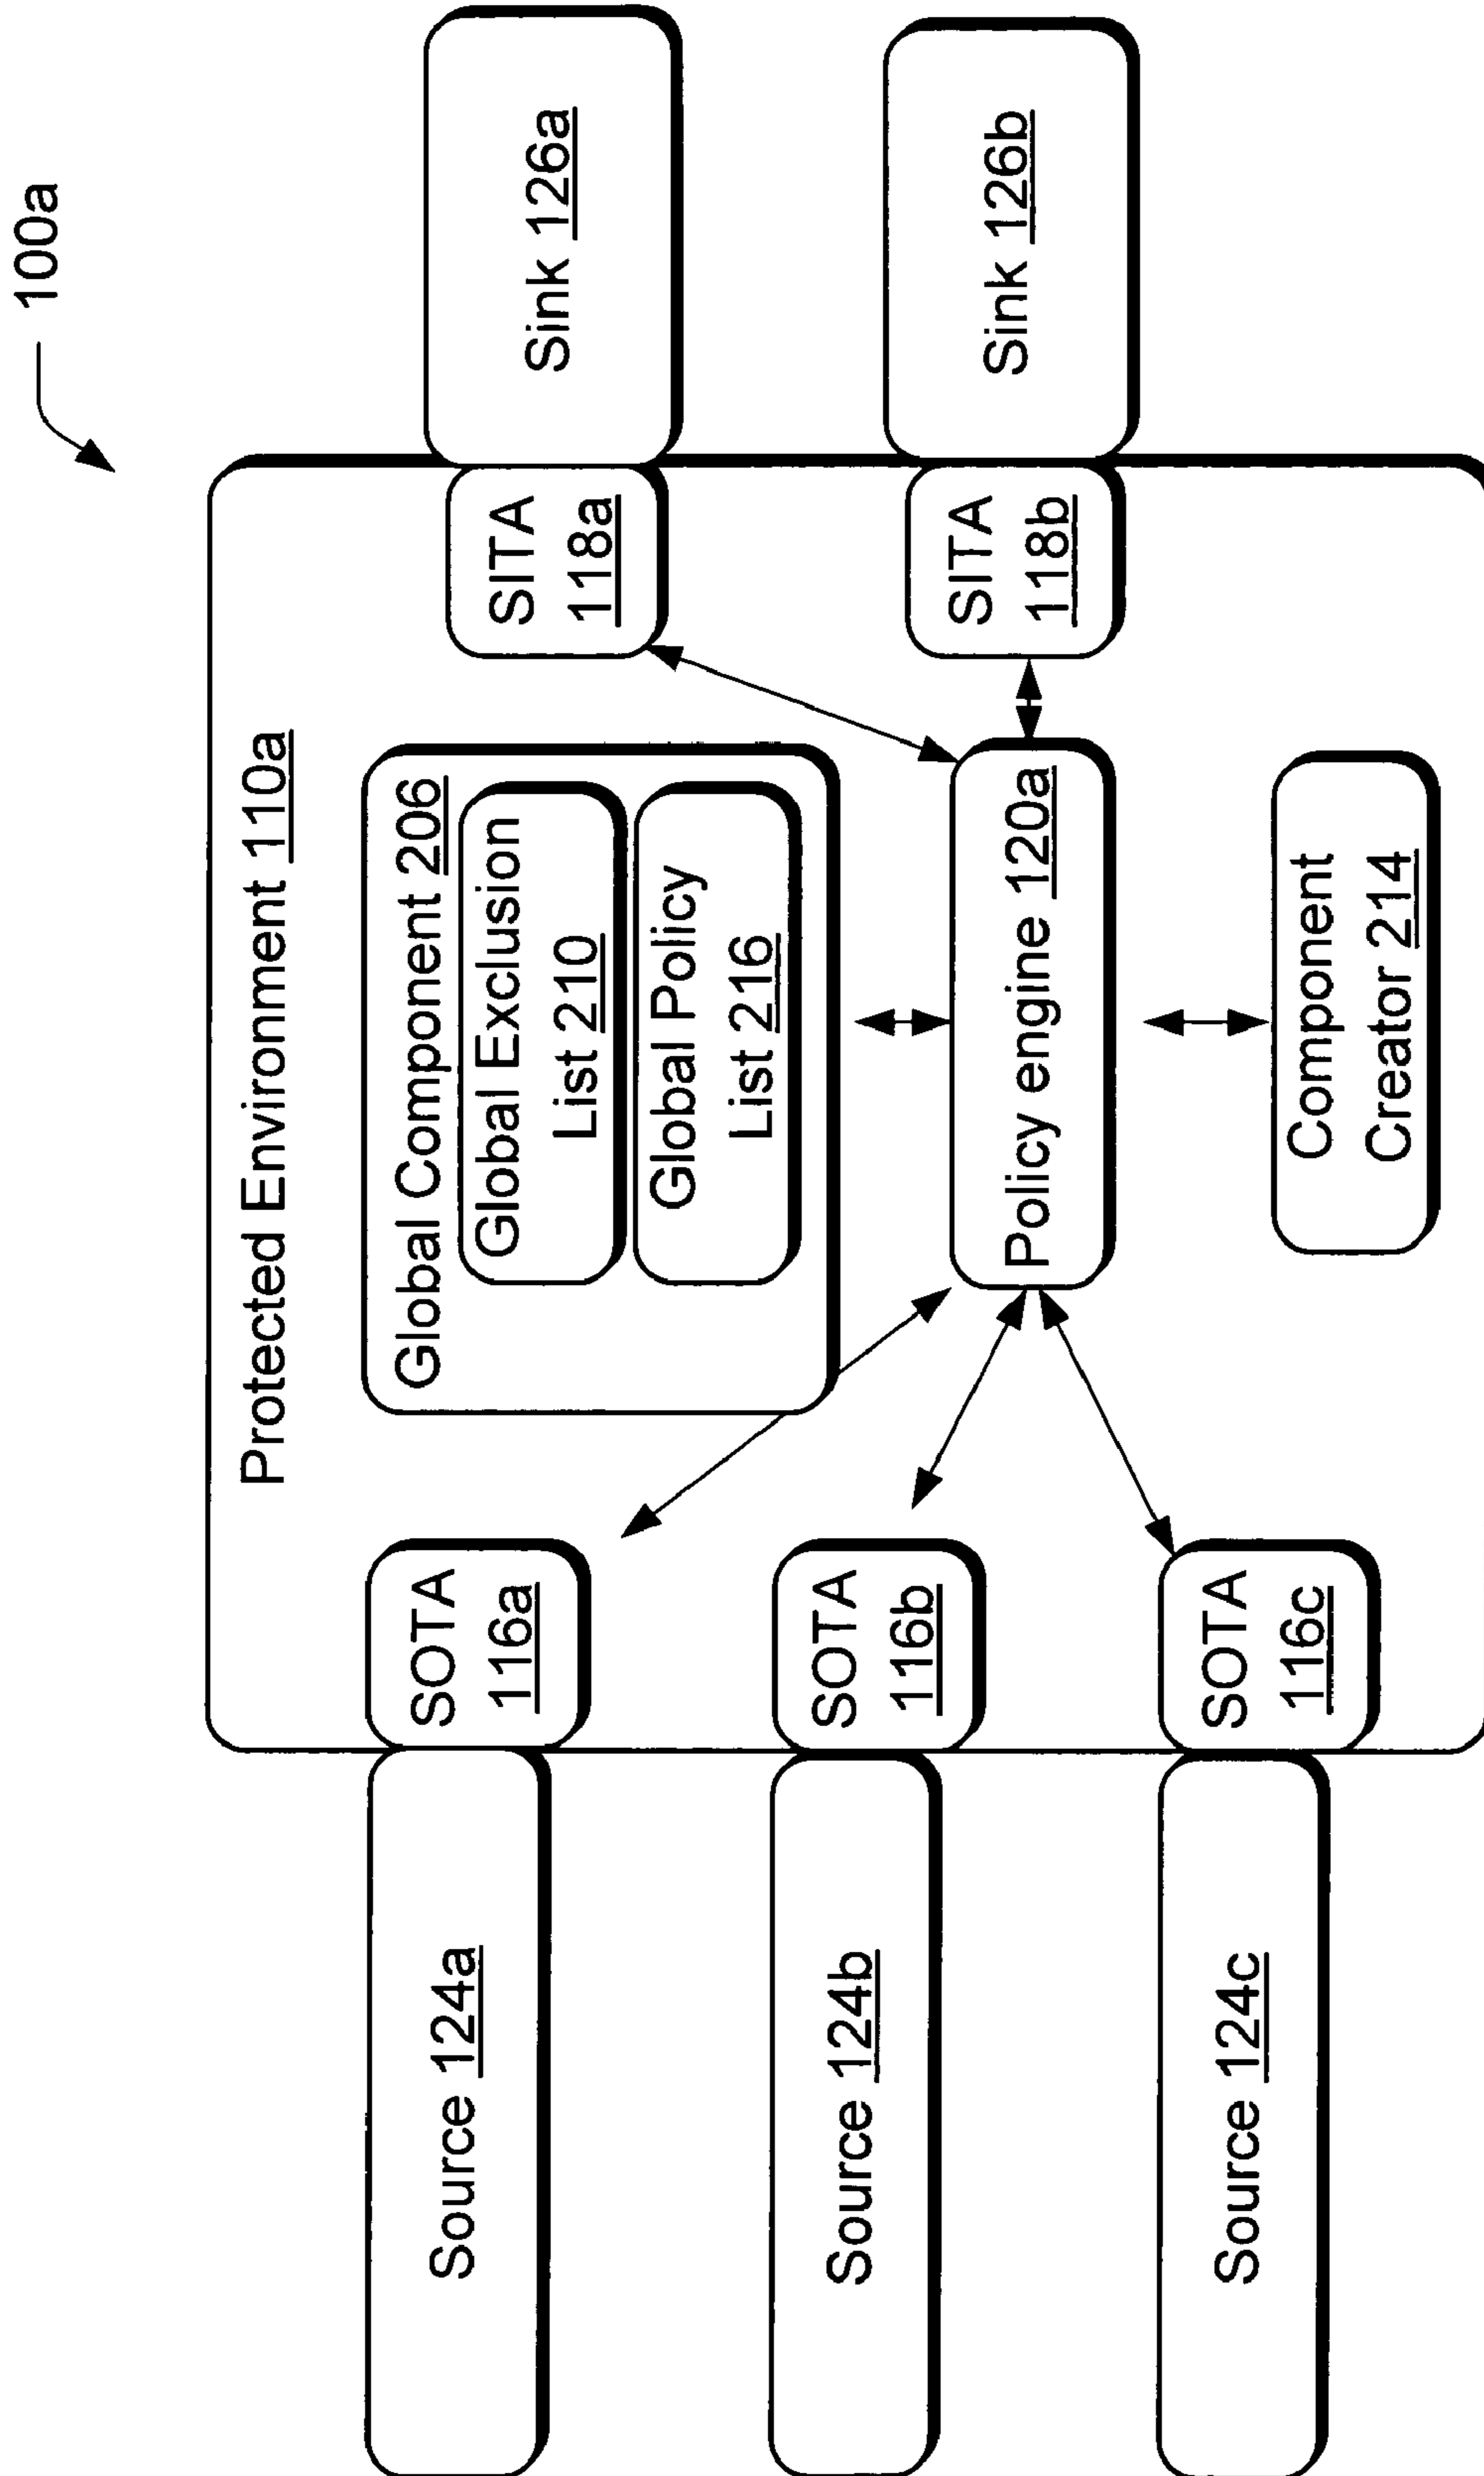 100a
Protected Environment 110a
Source 124a
SOTA
116a
Global Component 206
Global Exclusion
List 210
Global Policy
List 216
SITA
118a
Sink 126a
Source 124b
SOTA
116b
Policy engine 120a
SITA
118b
Sink 126b
Source 124c
SOTA
116c
Component
Creator 214